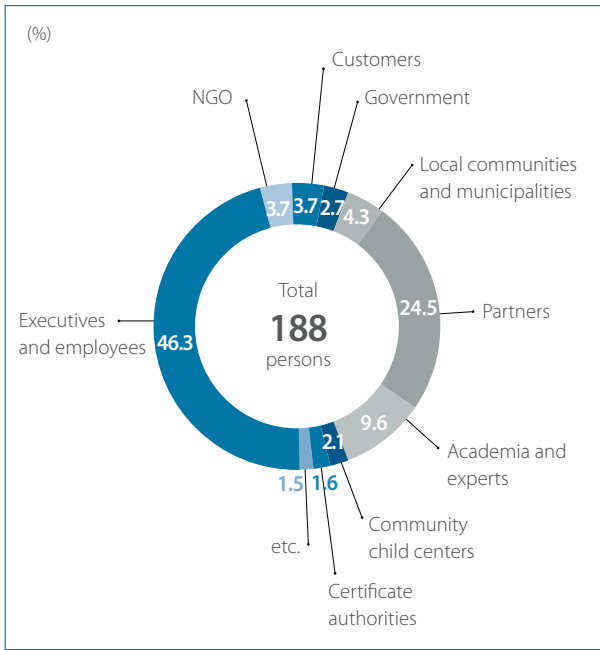 (%)
Customers
NGO
Government
Local communities
and municipalities
3.7
3.7
2.7
4.3
Total
188
persons
24.5
Partners
Executives
and employees
46.3
9.6
Academia and
experts
2.1
1.5
1.6
Community
child centers
etc.
Certificate
authorities